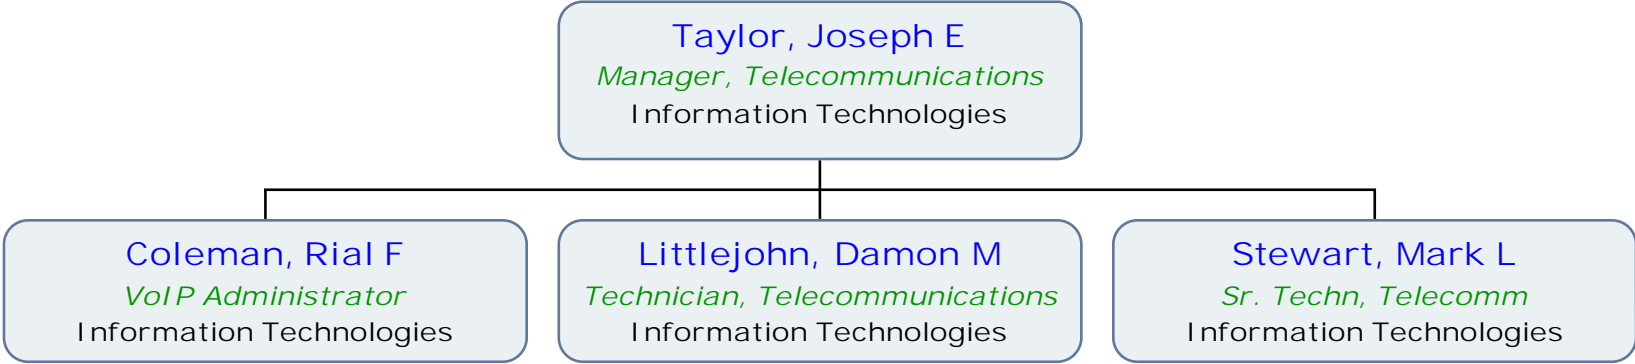 Taylor, Joseph E
Manager, Telecommunications
Information Technologies
Coleman, Rial F
VoIP Administrator
Information Technologies
Littlejohn, Damon M
Technician, Telecommunications
Information Technologies
Stewart, Mark L
Sr. Techn, Telecomm
Information Technologies